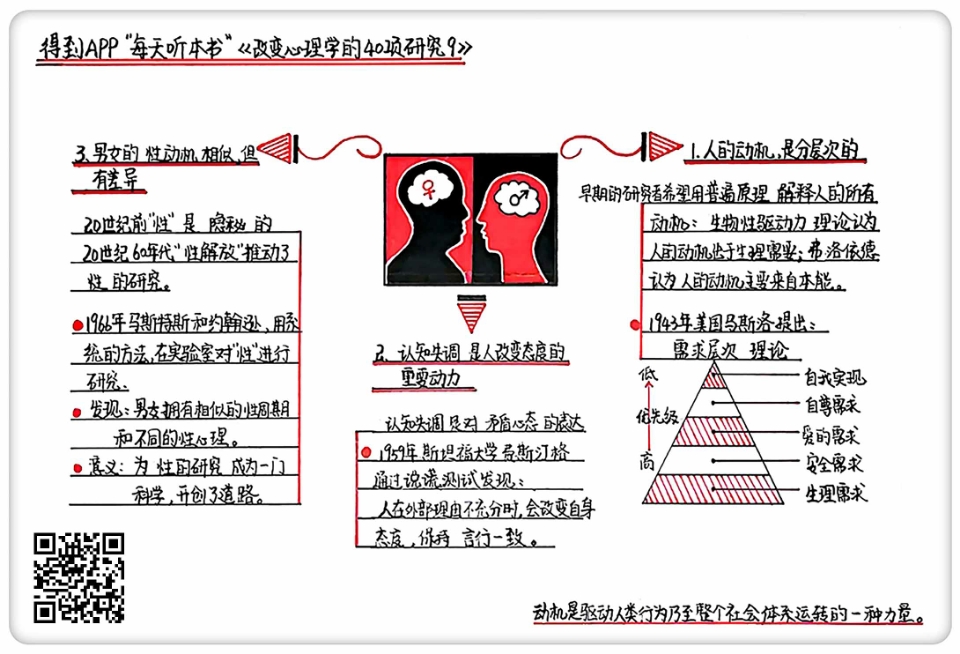 得到APP“每天听本书”《改变心理学的40项研究9》
1.人的动机,是分层次的
早期的研究者希望用普遍原理 解释人的所有
动机：生物性驱动力 理论认为
人的动机出于生理需要；弗洛依德
认为 人的动机主要来自本能。
1943年美国马斯洛提出：
需求层次 理论
低
优先级
高
自我实现
自尊需求
爱的需求
安全需求
生理需求
2. 认知失调 是人改变态度的
重要动力
认知失调 是对 矛盾心态 的表达
1959年斯坦福大学费斯汀格
通过说谎测试发现：
人在外部理由不充分时,会改变自身
态度,保持 言行一致。
3.男女的 性动机 相似,但
有差异
20世纪前“性”是 隐秘 的
20世纪60年代“性解放”推动了
性 的研究。
1966年马斯特斯和约翰逊,用系
统的方法,在实验室对“性”进行
研究.
发现：男女拥有相似的性周期
和不同的性心理。
意义：为 性的研究 成为一门
科学,开创了道路。
动机是驱动人类行为乃至整个社会体系运转的一种力量。